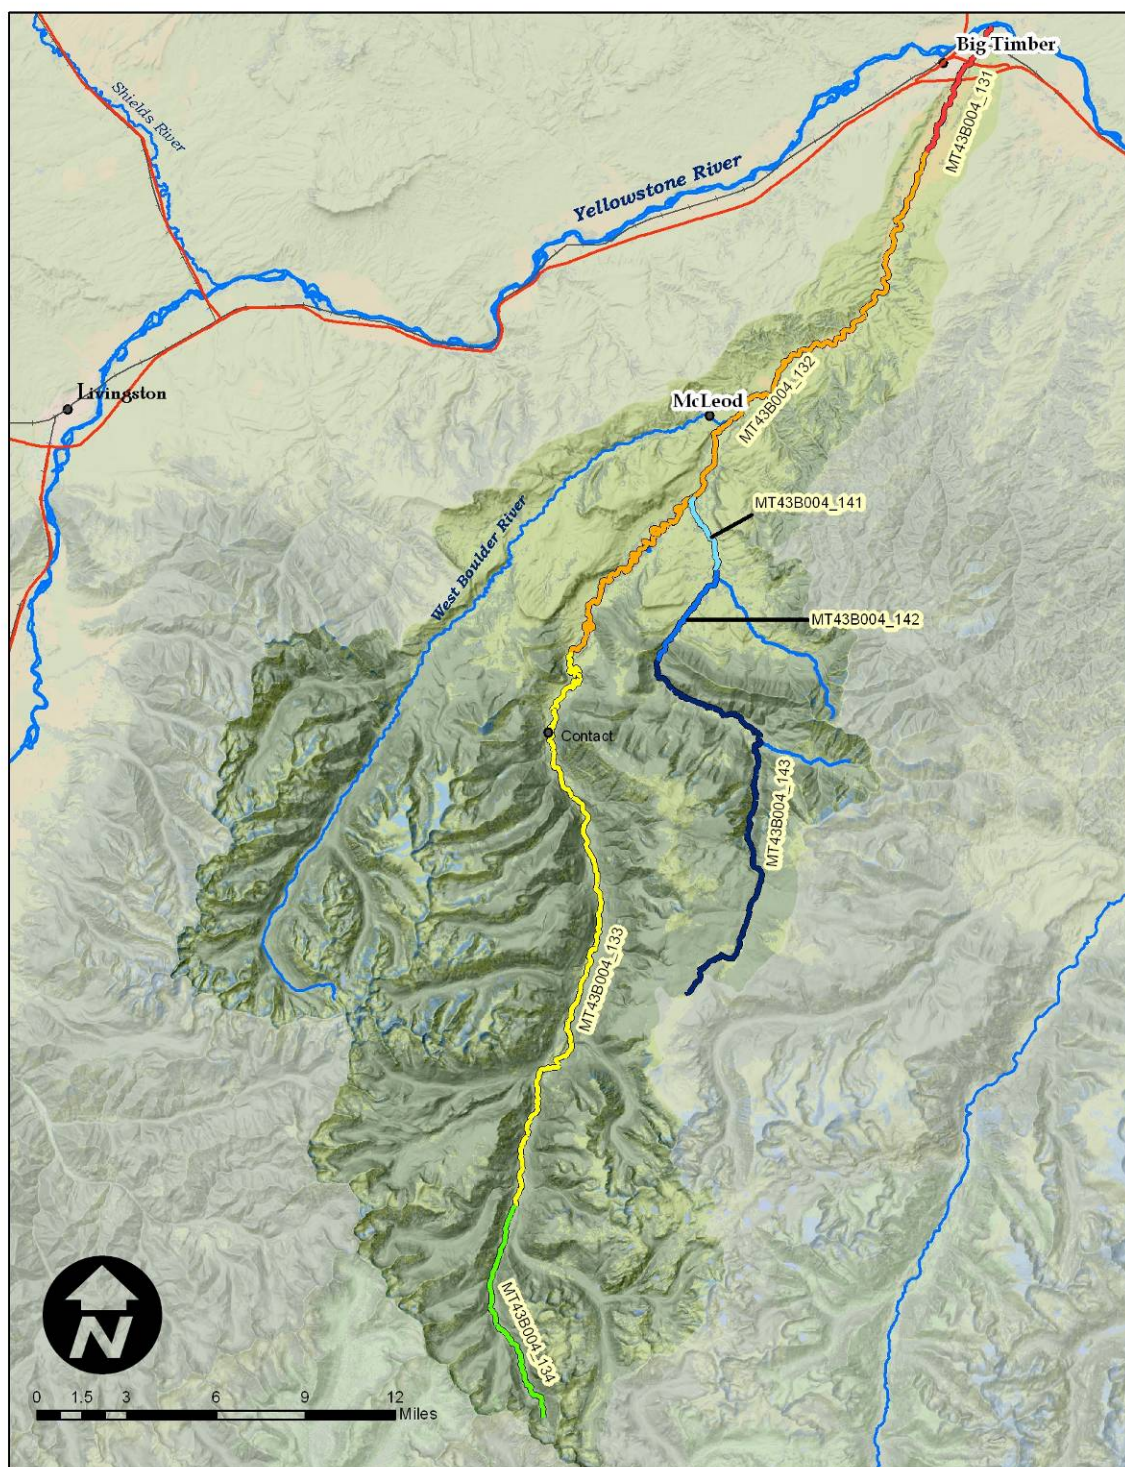 Big Timber
Shields River
MT43B004_131
Yellowstone River
Livingston
McLeod
MT43B004_132
MT43B004_141
West Boulder River
MT43B004_142
Contact
MT43B004_143
MT43B004_133
MT43B004_134
N
0 1.5 3 6 9 12
Miles